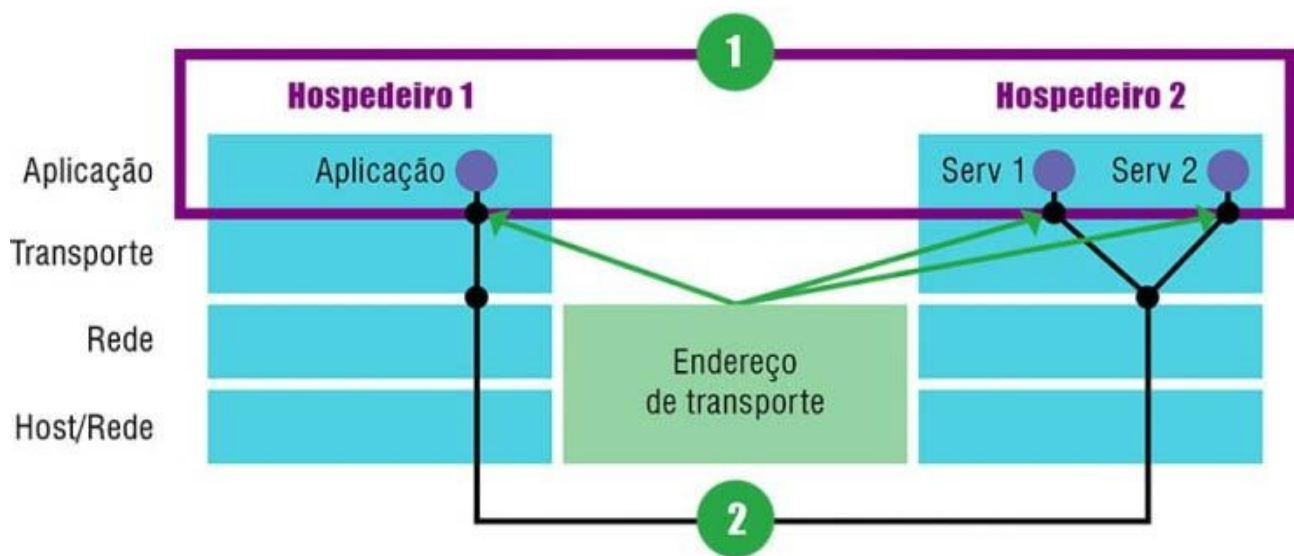 1
Hospedeiro 1
Hospedeiro 2
Aplicação
Aplicação
Serv 1
Serv 2
Transporte
Rede
Endereço
de transporte
Host/Rede
2